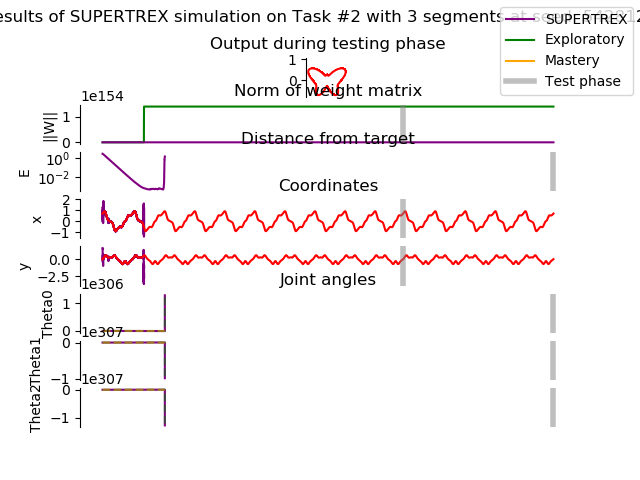 esults of SUPERTREX simulation on Task #2 with 3 segments at seed
SUPERTREX
Exploratory
Mastery
Test phase
Output during testing phase
1
0
Norm of weight matrix
1e154
1
0
||W||
Distance from target
10^0
10^-2
E
Coordinates
2
1
-1
x
0.0
-2.5
y
Joint angles
1e306
1
0
Theta0
1e307
0
-1
Theta1
1e307
0
-1
Theta2